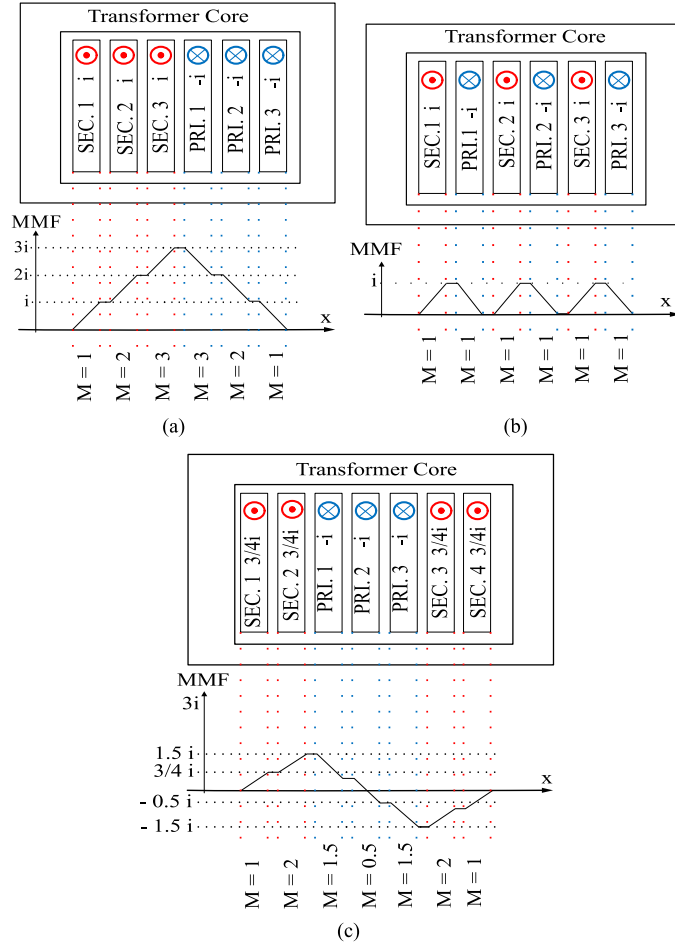 Transformer Core
SEC. 1 i
SEC. 2 i
SEC. 3 i
PRI. 1 -i
PRI. 2 -i
PRI. 3 -i
MMF
3i
2i
i
x
M = 1
M = 2
M = 3
M = 3
M = 2
M = 1
(a)
Transformer Core
SEC.1 i
PRI.1 -i
SEC. 2 i
PRI. 2 -i
SEC. 3 i
PRI. 3 -i
MMF
i
x
M = 1
M = 1
M = 1
M = 1
M = 1
M = 1
(b)
Transformer Core
SEC. 1 3/4i
SEC. 2 3/4i
PRI. 1 -i
PRI. 2 -i
PRI. 3 -i
SEC. 3 3/4i
SEC. 4 3/4i
MMF
3i
1.5 i
3/4 i
x
- 0.5 i
- 1.5 i
M = 1
M = 2
M = 1.5
M = 0.5
M = 1.5
M = 2
M = 1
(c)